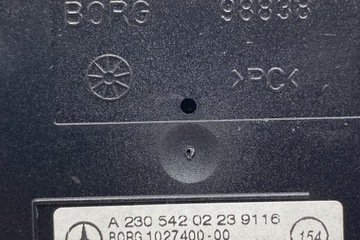 BORG 98838
>PC<
A 230 542 02 23 9116
BORG 1027400-00
154